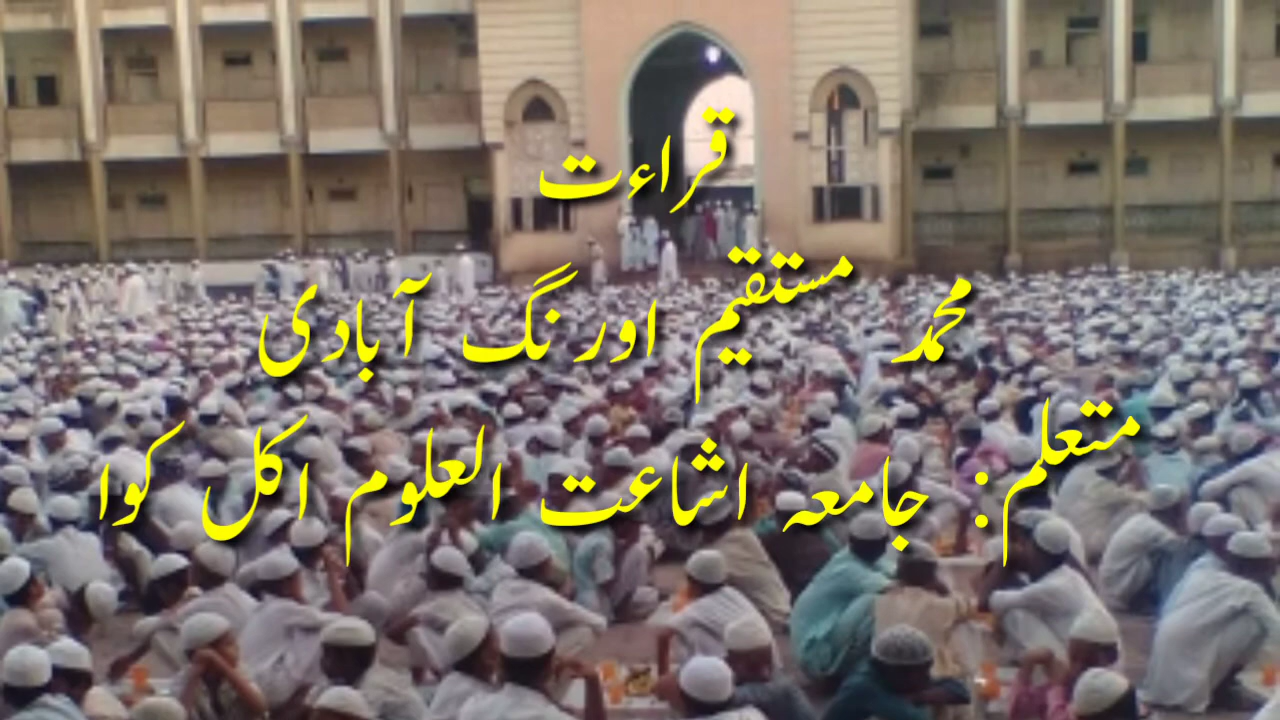 قراءت
محمد مستقیم اورنگ آبادی
متعلم: جامعہ اشاعت العلوم اکل کوا